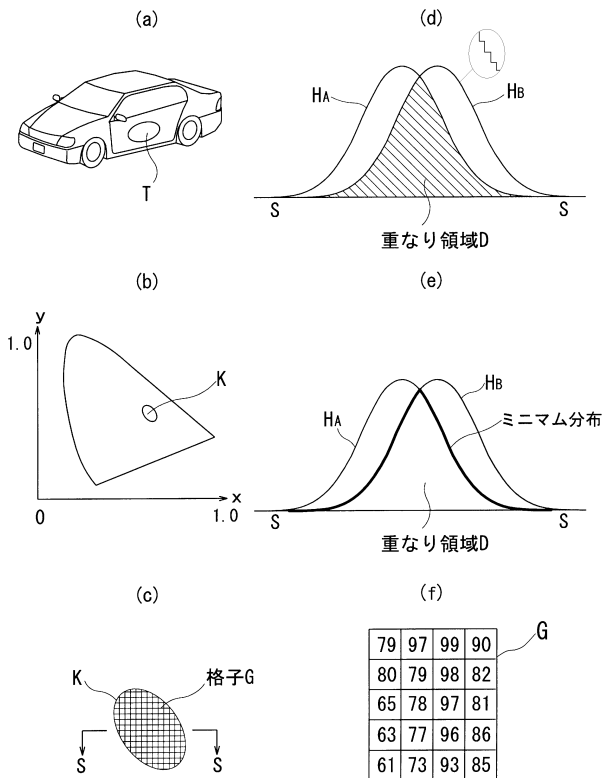 (a)
T
(d)
HA
HB
S
S
重なり領域D
(b)
y
1.0
K
0
x
1.0
(e)
HA
HB
ミニマム分布
S
S
重なり領域D
(c)
K
格子G
S
S
(f)
G
79 97 99 90
80 79 98 82
65 78 97 81
63 77 96 86
61 73 93 85